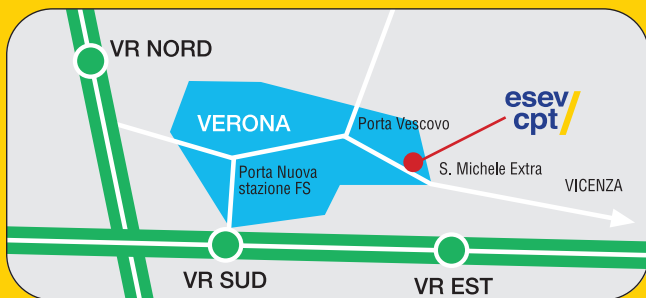 VR NORD
esev
cpt
VERONA
Porta Vescovo
Porta Nuova
stazione FS
S. Michele Extra
VICENZA
VR SUD
VR EST